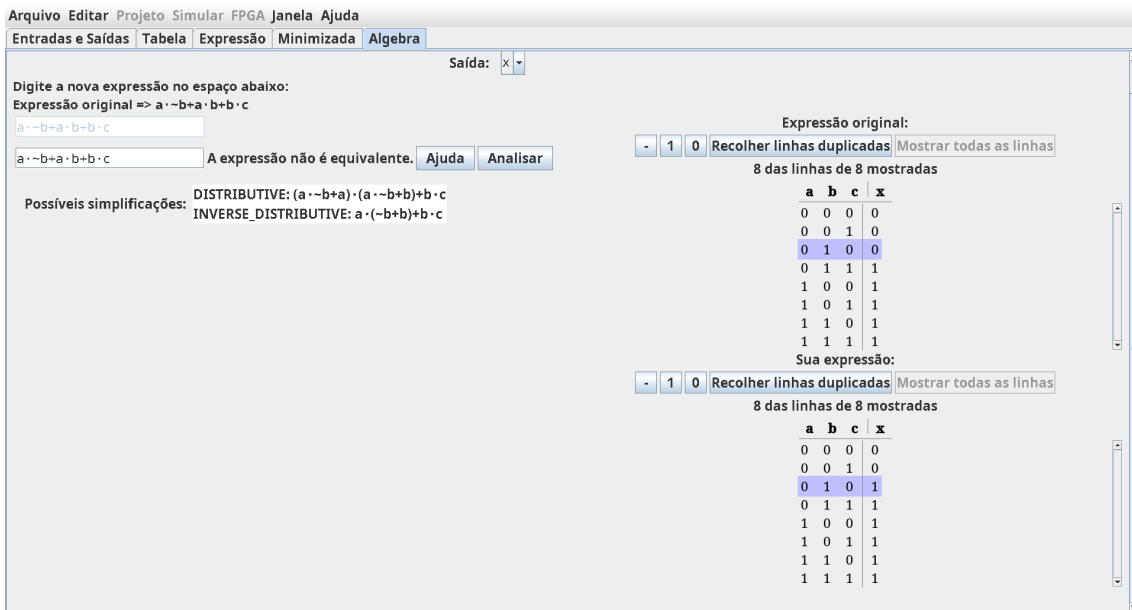 Arquivo Editar Projeto Simular FPGA Janela Ajuda
Entradas e Saídas Tabela Expressão Minimizada Algebra
Saída: x
Digite a nova expressão no espaço abaixo:
Expressão original => a·~b+a·b+b·c
a·~b+a·b+b·c
a·~b+a·b+b·c A expressão não é equivalente. Ajuda Analisar
Possíveis simplificações:
DISTRIBUTIVE: (a·~b+a)·(a·~b+b)+b·c
INVERSE_DISTRIBUTIVE: a·(~b+b)+b·c
Expressão original:
- 1 0 Recolher linhas duplicadas Mostrar todas as linhas
8 das linhas de 8 mostradas
a b c x
0 0 0 0
0 0 1 0
0 1 0 0
0 1 1 1
1 0 0 1
1 0 1 1
1 1 0 1
1 1 1 1
Sua expressão:
- 1 0 Recolher linhas duplicadas Mostrar todas as linhas
8 das linhas de 8 mostradas
a b c x
0 0 0 0
0 0 1 0
0 1 0 1
0 1 1 1
1 0 0 1
1 0 1 1
1 1 0 1
1 1 1 1